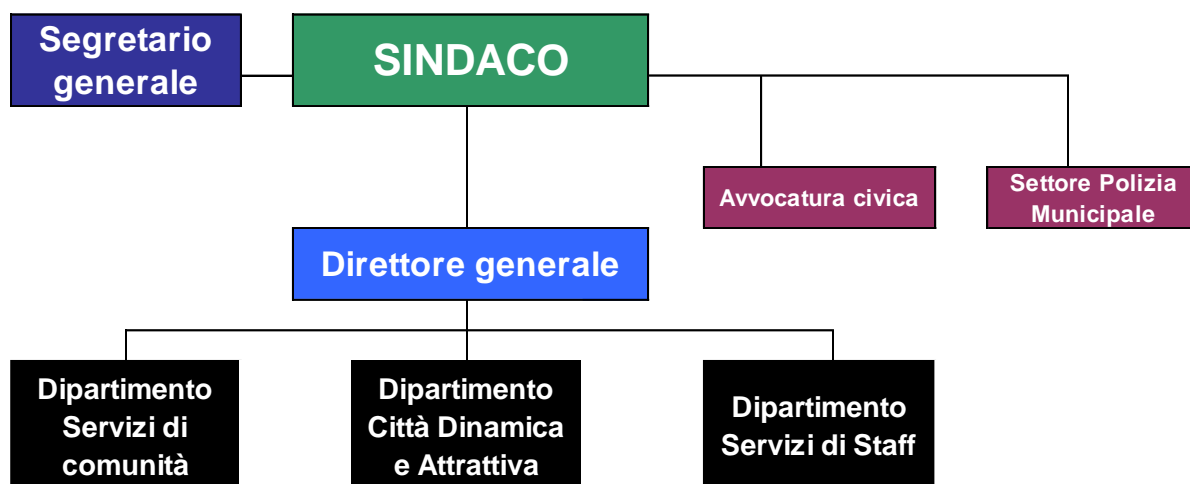 Segretario
generale
SINDACO
Avvocatura civica
Settore Polizia
Municipale
Direttore generale
Dipartimento
Servizi di
comunità
Dipartimento
Città Dinamica
e Attrattiva
Dipartimento
Servizi di Staff